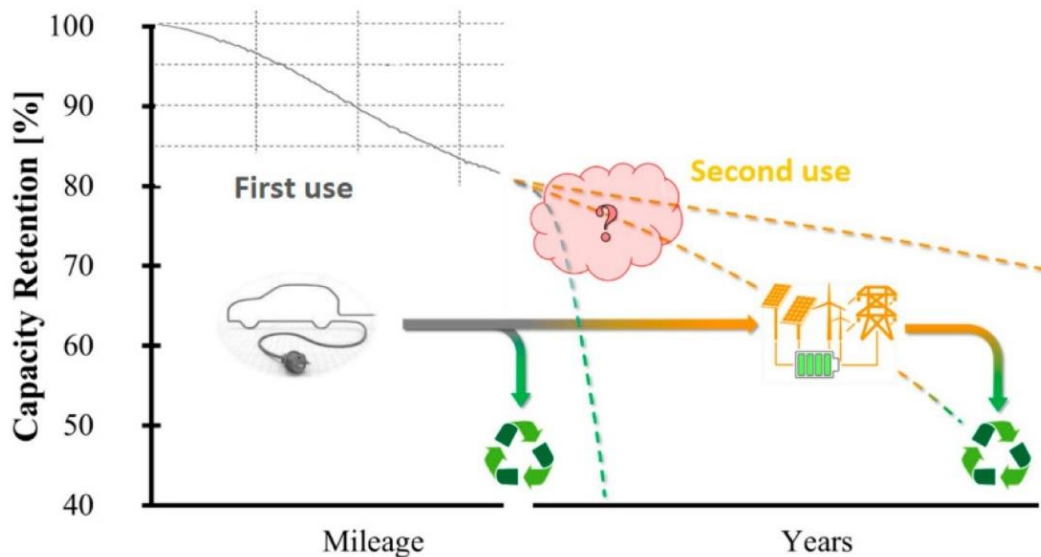 Capacity Retention [%]
100
90
80
70
60
50
40
First use
Second use
?
Mileage
Years